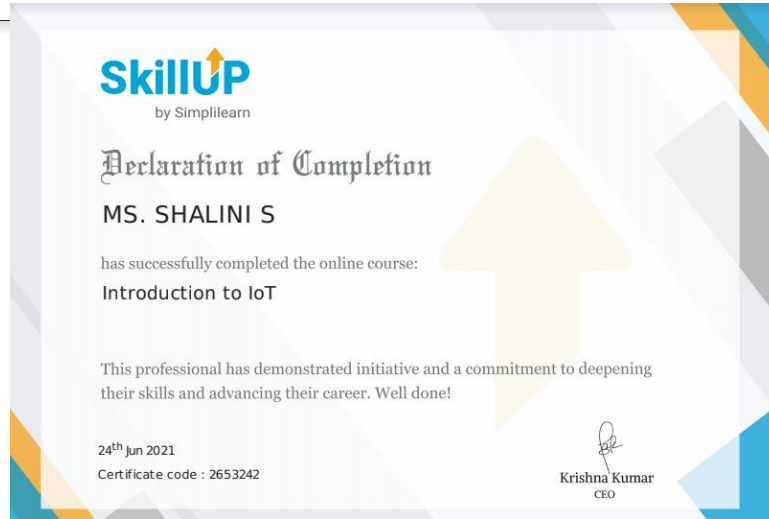 SkillUP
by Simplilearn
Declaration of Completion
MS. SHALINI S
has successfully completed the online course:
Introduction to IoT
This professional has demonstrated initiative and a commitment to deepening
their skills and advancing their career. Well done!
24th Jun 2021
Certificate code : 2653242
Krishna Kumar
CEO